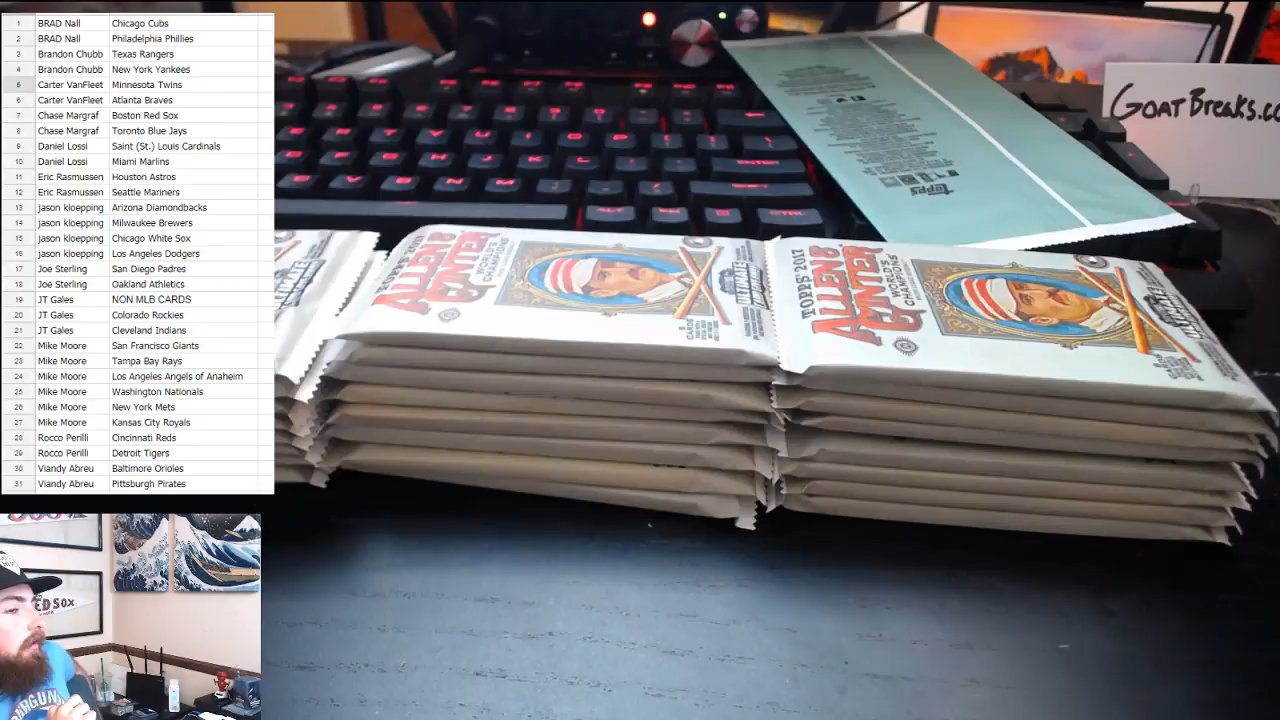 1 BRAD Nall Chicago Cubs
2 BRAD Nall Philadelphia Phillies
3 Brandon Chubb Texas Rangers
4 Brandon Chubb New York Yankees
5 Carter VanFleet Minnesota Twins
6 Carter VanFleet Atlanta Braves
7 Chase Margraf Boston Red Sox
8 Chase Margraf Toronto Blue Jays
9 Daniel Lossi Saint (St.) Louis Cardinals
10 Daniel Lossi Miami Marlins
11 Eric Rasmussen Houston Astros
12 Eric Rasmussen Seattle Mariners
13 jason kloepping Arizona Diamondbacks
14 jason kloepping Milwaukee Brewers
15 jason kloepping Chicago White Sox
16 jason kloepping Los Angeles Dodgers
17 Joe Sterling San Diego Padres
18 Joe Sterling Oakland Athletics
19 JT Gales NON MLB CARDS
20 JT Gales Colorado Rockies
21 JT Gales Cleveland Indians
22 Mike Moore San Francisco Giants
23 Mike Moore Tampa Bay Rays
24 Mike Moore Los Angeles Angels of Anaheim
25 Mike Moore Washington Nationals
26 Mike Moore New York Mets
27 Mike Moore Kansas City Royals
28 Rocco Perilli Cincinnati Reds
29 Rocco Perilli Detroit Tigers
30 Viandy Abreu Baltimore Orioles
31 Viandy Abreu Pittsburgh Pirates
GOATBREAKS.CO
TOPPS
ALLEN &
GINTER
WORLD'S
CHAMPIONS
TOPPS 2017
ALLEN &
GINTER
WORLD'S
CHAMPIONS
ED SOX